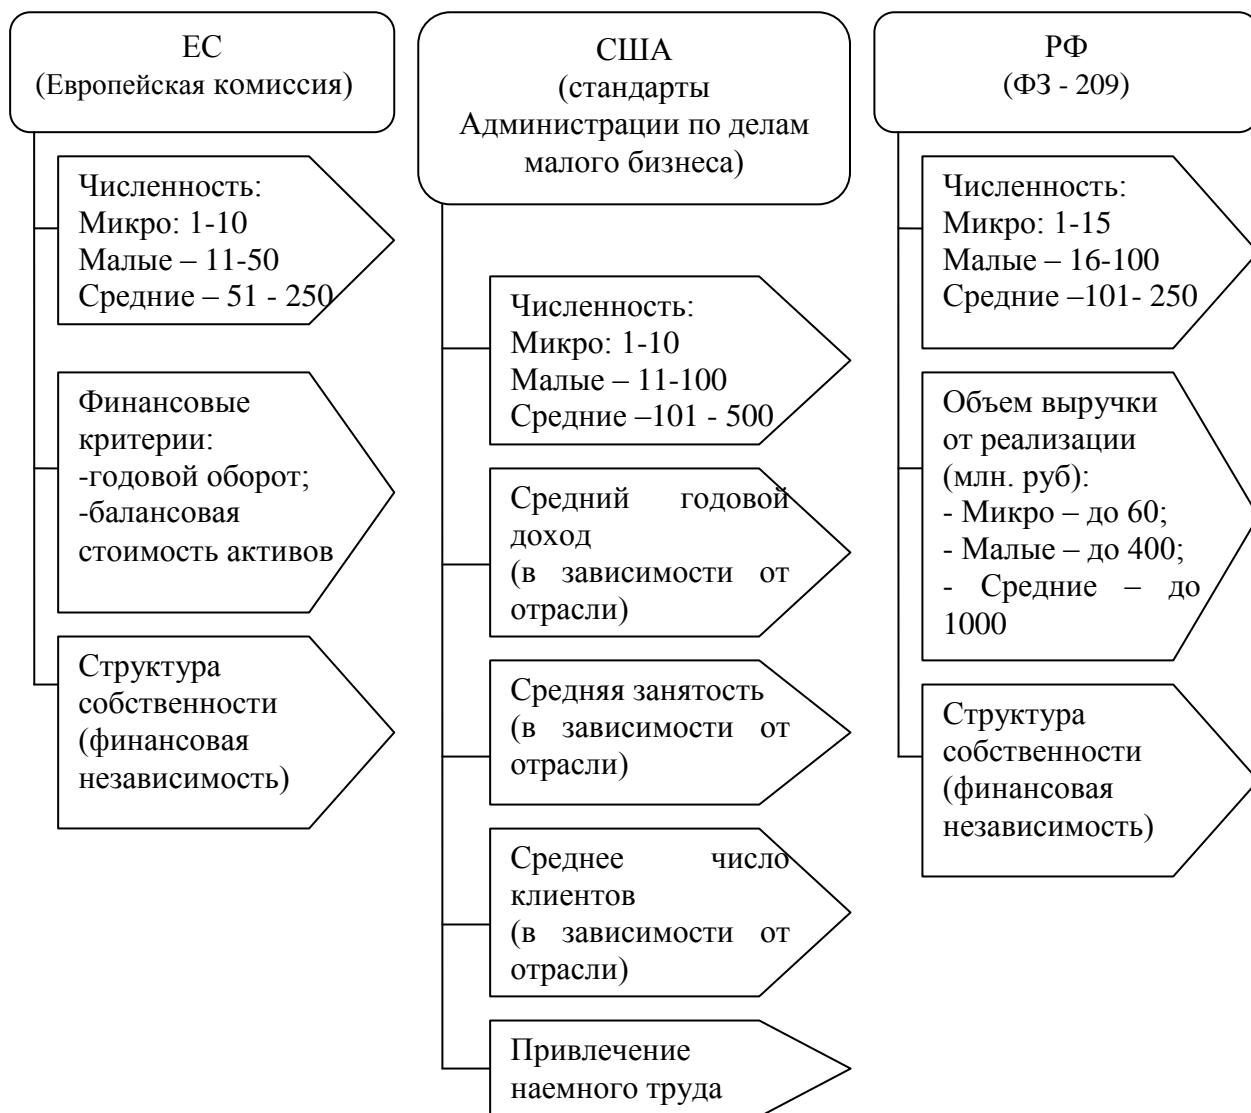 ЕС
(Европейская комиссия)
Численность:
Микро: 1-10
Малые – 11-50
Средние – 51 - 250
Финансовые
критерии:
-годовой оборот;
-балансовая
стоимость активов
Структура
собственности
(финансовая
независимость)
США
(стандарты
Администрации по делам
малого бизнеса)
Численность:
Микро: 1-10
Малые – 11-100
Средние –101 - 500
Средний годовой
доход
(в зависимости от
отрасли)
Средняя занятость
(в зависимости от
отрасли)
Среднее число
клиентов
(в зависимости от
отрасли)
Привлечение
наемного труда
РФ
(ФЗ - 209)
Численность:
Микро: 1-15
Малые – 16-100
Средние –101- 250
Объем выручки
от реализации
(млн. руб):
- Микро – до 60;
- Малые – до 400;
- Средние – до
1000
Структура
собственности
(финансовая
независимость)